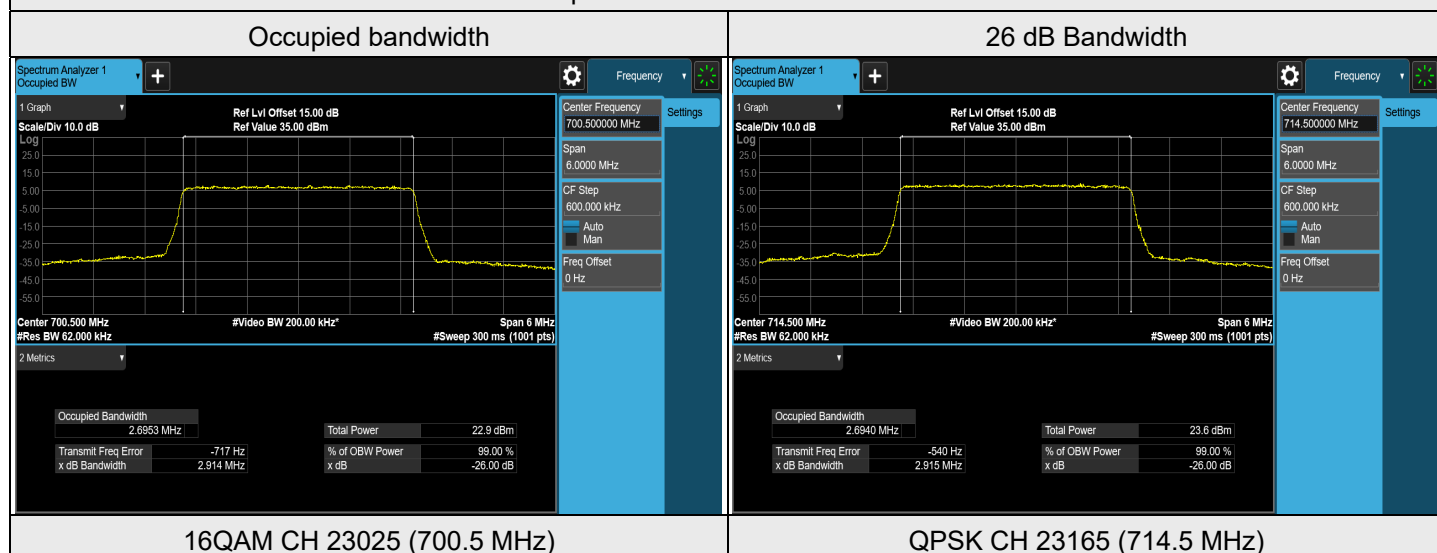 Occupied bandwidth
26 dB Bandwidth
Spectrum Analyzer 1
Occupied BW
+
Frequency
1 Graph
Scale/Div 10.0 dB
Ref Lvl Offset 15.00 dB
Ref Value 35.00 dBm
Log
25.0
15.0
5.00
-5.00
-15.0
-25.0
-35.0
-45.0
-55.0
Center 700.500 MHz
#Res BW 62.000 kHz
#Video BW 200.00 kHz*
Span 6 MHz
#Sweep 300 ms (1001 pts)
Center Frequency
700.500000 MHz
Settings
Span
6.0000 MHz
CF Step
600.000 kHz
Auto
Man
Freq Offset
0 Hz
2 Metrics
Occupied Bandwidth
2.6953 MHz
Total Power 22.9 dBm
Transmit Freq Error -717 Hz
% of OBW Power 99.00 %
x dB Bandwidth 2.914 MHz
x dB -26.00 dB
Spectrum Analyzer 1
Occupied BW
+
Frequency
1 Graph
Scale/Div 10.0 dB
Ref Lvl Offset 15.00 dB
Ref Value 35.00 dBm
Log
25.0
15.0
5.00
-5.00
-15.0
-25.0
-35.0
-45.0
-55.0
Center 714.500 MHz
#Res BW 62.000 kHz
#Video BW 200.00 kHz*
Span 6 MHz
#Sweep 300 ms (1001 pts)
Center Frequency
714.500000 MHz
Settings
Span
6.0000 MHz
CF Step
600.000 kHz
Auto
Man
Freq Offset
0 Hz
2 Metrics
Occupied Bandwidth
2.6940 MHz
Total Power 23.6 dBm
Transmit Freq Error -540 Hz
% of OBW Power 99.00 %
x dB Bandwidth 2.915 MHz
x dB -26.00 dB
16QAM CH 23025 (700.5 MHz)
QPSK CH 23165 (714.5 MHz)